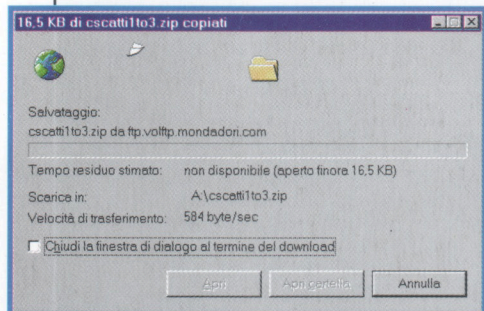 16,5 KB di cscatti1to3.zip copiati
Salvataggio:
cscatti1to3.zip da ftp.volftp.mondadori.com
Tempo residuo stimato: non disponibile (aperto finora 16,5 KB)
Scarica in: A:\cscatti1to3.zip
Velocità di trasferimento: 584 byte/sec
Chiudi la finestra di dialogo al termine del download
Apri Apri cartella Annulla